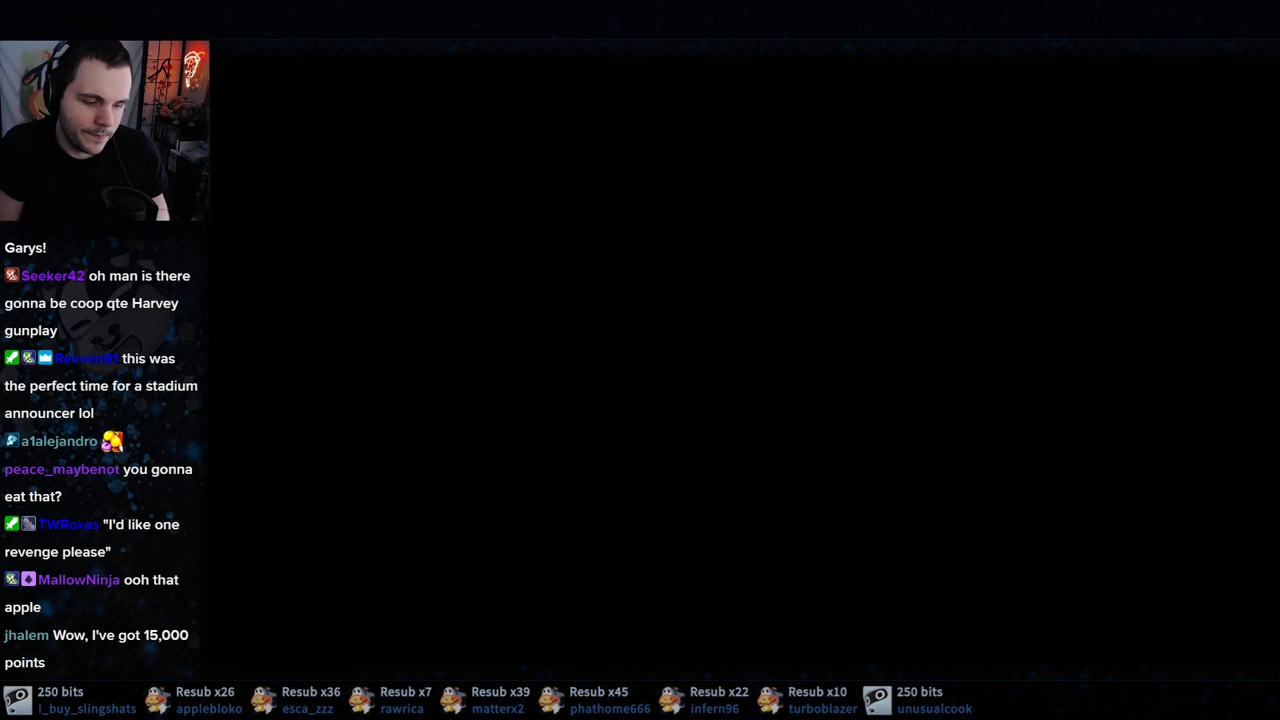 Garys!
Seeker42 oh man is there
gonna be coop qte Harvey
gunplay
Revven91 this was
the perfect time for a stadium
announcer lol
a1alejandro
peace_maybenot you gonna
eat that?
TWRokas "I'd like one
revenge please"
MallowNinja ooh that
apple
jhalem Wow, I've got 15,000
points
250 bits Resub x26 Resub x36 Resub x7 Resub x39 Resub x45 Resub x22 Resub x10 250 bits
i_buy_slingshats applebloko esca_zzz rawrica matterx2 phathome666 infern96 turboblazer unusualcook